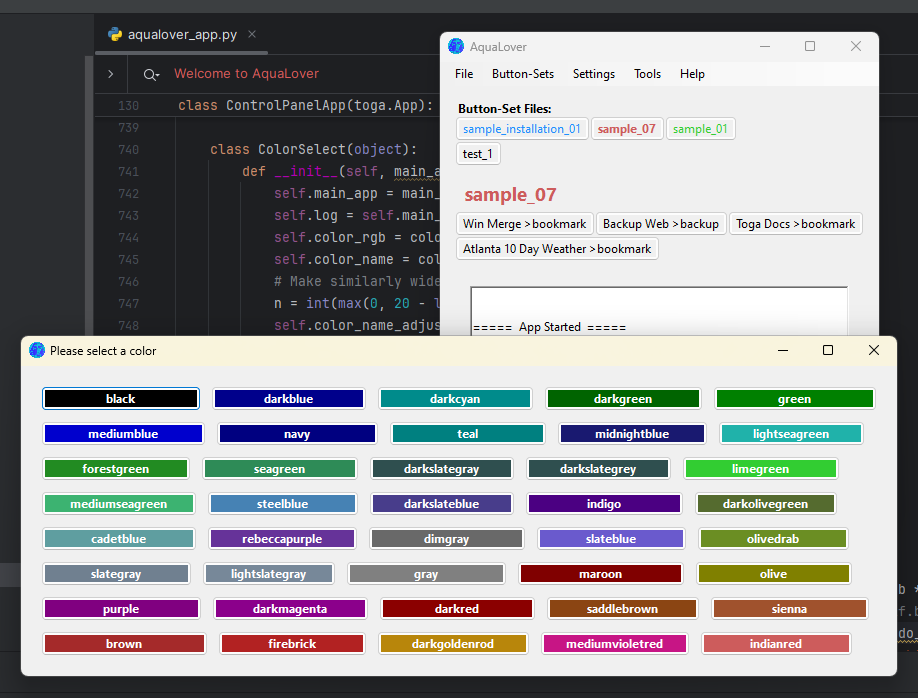 aqualover_app.py
Welcome to AquaLover
130 class ControlPanelApp(toga.App):
739
740 class ColorSelect(object):
741 def __init__(self, main_a
742 self.main_app = main_
743 self.log = self.main_
744 self.color_rgb = colo
745 self.color_name = col
746 # Make similarly wide
747 n = int(max(0, 20 - l
748 self.color_name_adjus
AquaLover
File Button-Sets Settings Tools Help
Button-Set Files:
sample_installation_01 sample_07 sample_01
test_1
sample_07
Win Merge >bookmark Backup Web >backup Toga Docs >bookmark
Atlanta 10 Day Weather >bookmark
===== App Started =====
Please select a color
black darkblue darkcyan darkgreen green
mediumblue navy teal midnightblue lightseagreen
forestgreen seagreen darkslategray darkslategrey limegreen
mediumseagreen steelblue darkslateblue indigo darkolivegreen
cadetblue rebeccapurple dimgray slateblue olivedrab
slategray lightslategray gray maroon olive
purple darkmagenta darkred saddlebrown sienna
brown firebrick darkgoldenrod mediumvioletred indianred
b *
f.b
do_